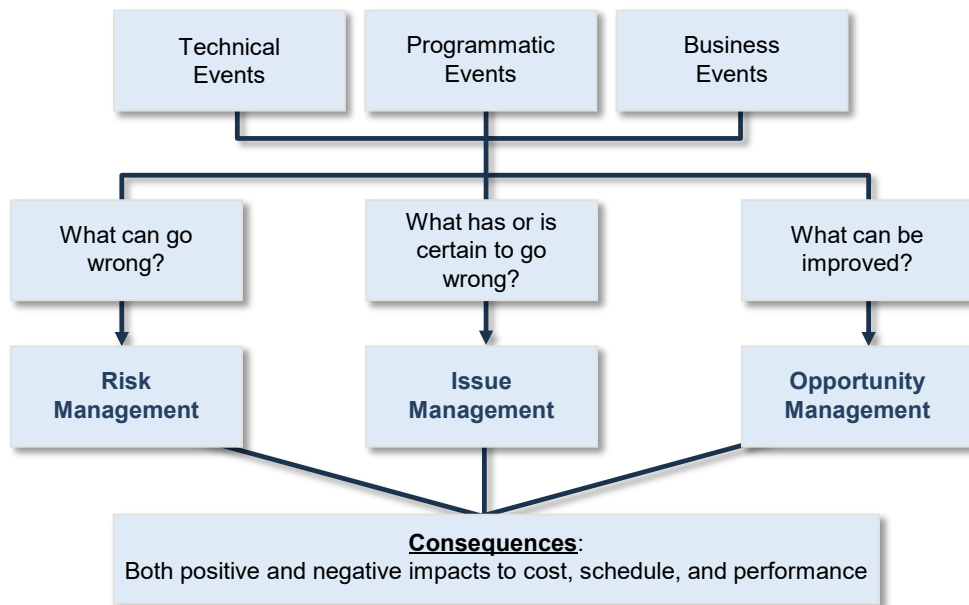 Technical
Events
Programmatic
Events
Business
Events
What can go
wrong?
What has or is
certain to go
wrong?
What can be
improved?
Risk
Management
Issue
Management
Opportunity
Management
Consequences:
Both positive and negative impacts to cost, schedule, and performance